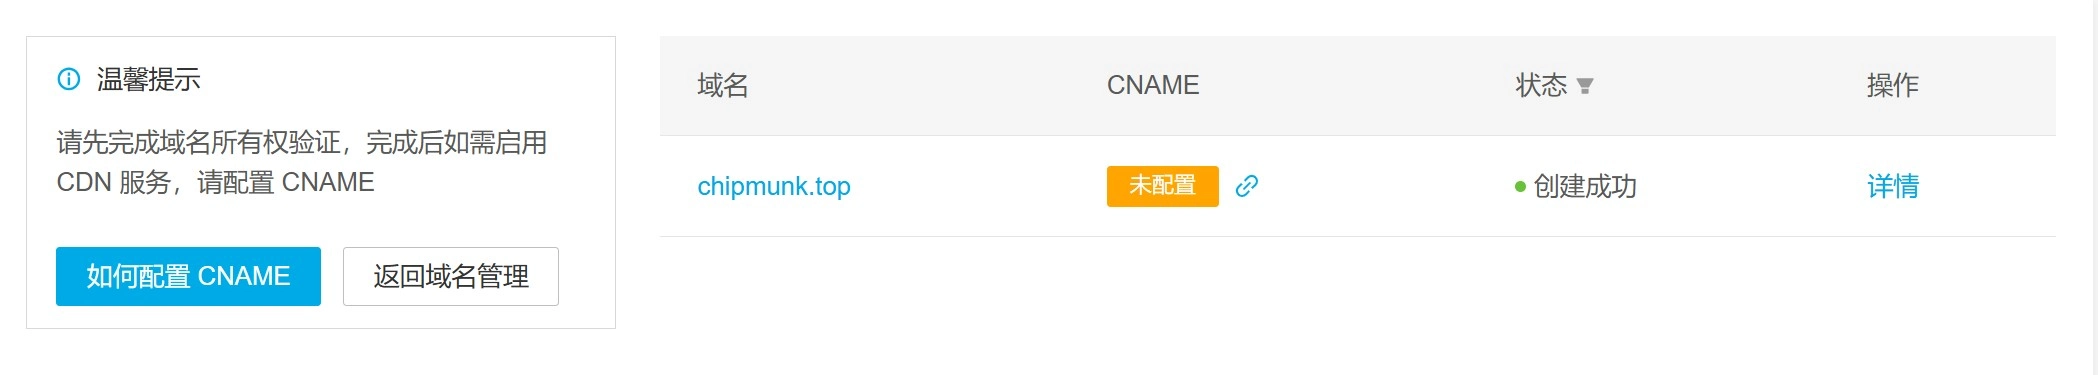 温馨提示
请先完成域名所有权验证，完成后如需启用
CDN 服务，请配置 CNAME
如何配置 CNAME
返回域名管理
域名
CNAME
状态
操作
chipmunk.top
未配置
创建成功
详情